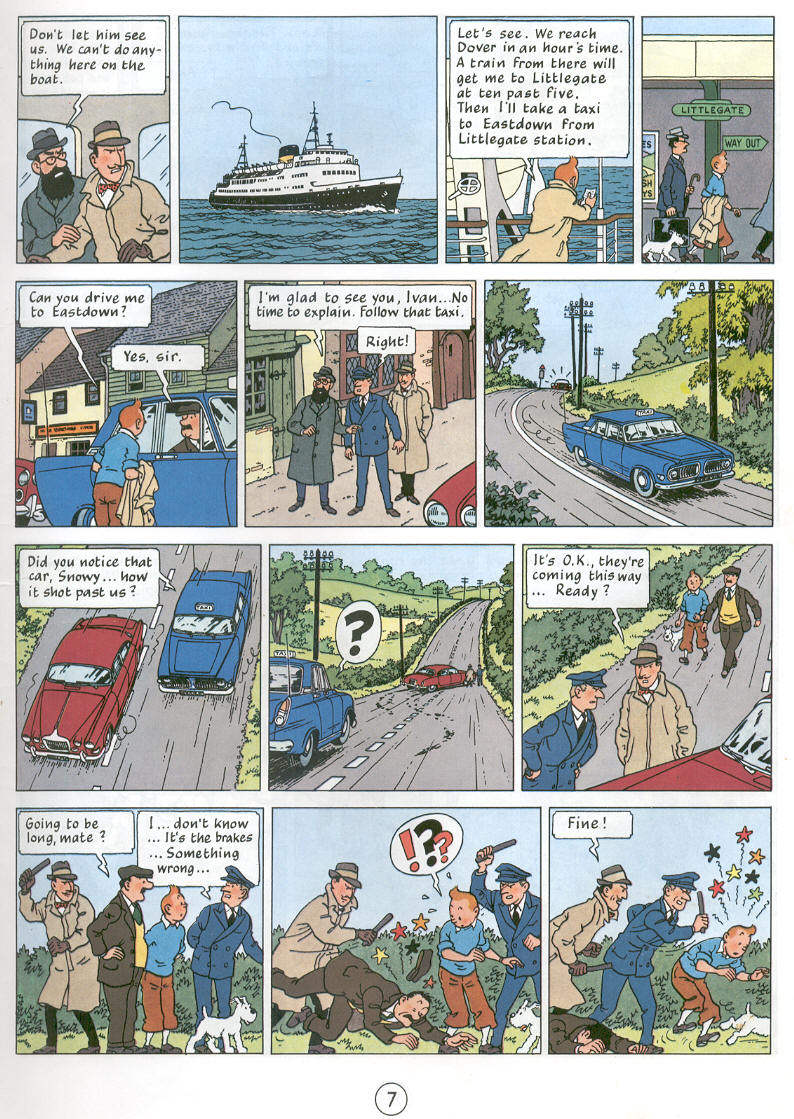 Don't let him see
us. We can't do any-
thing here on the
boat.
Let's see. We reach
Dover in an hour's time.
A train from there will
get me to Littlegate
at ten past five.
Then I'll take a taxi
to Eastdown from
Littlegate station.
LITTLEGATE
WAY OUT
Can you drive me
to Eastdown?
Yes, sir.
I'm glad to see you, Ivan...No
time to explain. Follow that taxi.
Right!
TAXI
Did you notice that
car, Snowy... how
it shot past us?
TAXI
?
TAXI
It's O.K., they're
coming this way
... Ready?
Going to be
long, mate?
I... don't know
... It's the brakes
... Something
wrong...
!???
Fine!
7